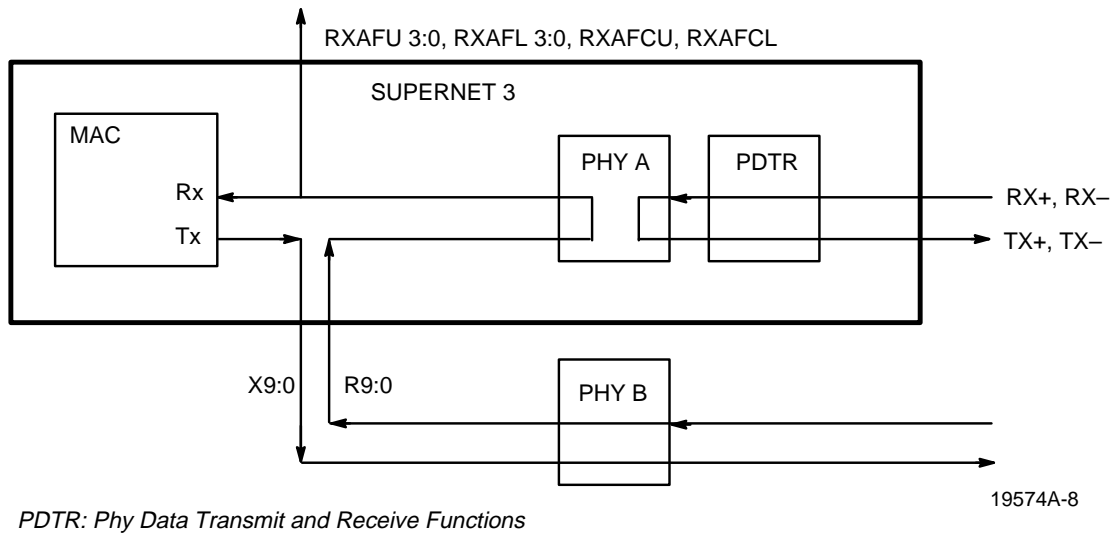 RXAFU 3:0, RXAFL 3:0, RXAFCU, RXAFCL
SUPERNET 3
MAC
PHY A
PDTR
Rx
RX+, RX–
Tx
TX+, TX–
X9:0
R9:0
PHY B
19574A-8
PDTR: Phy Data Transmit and Receive Functions